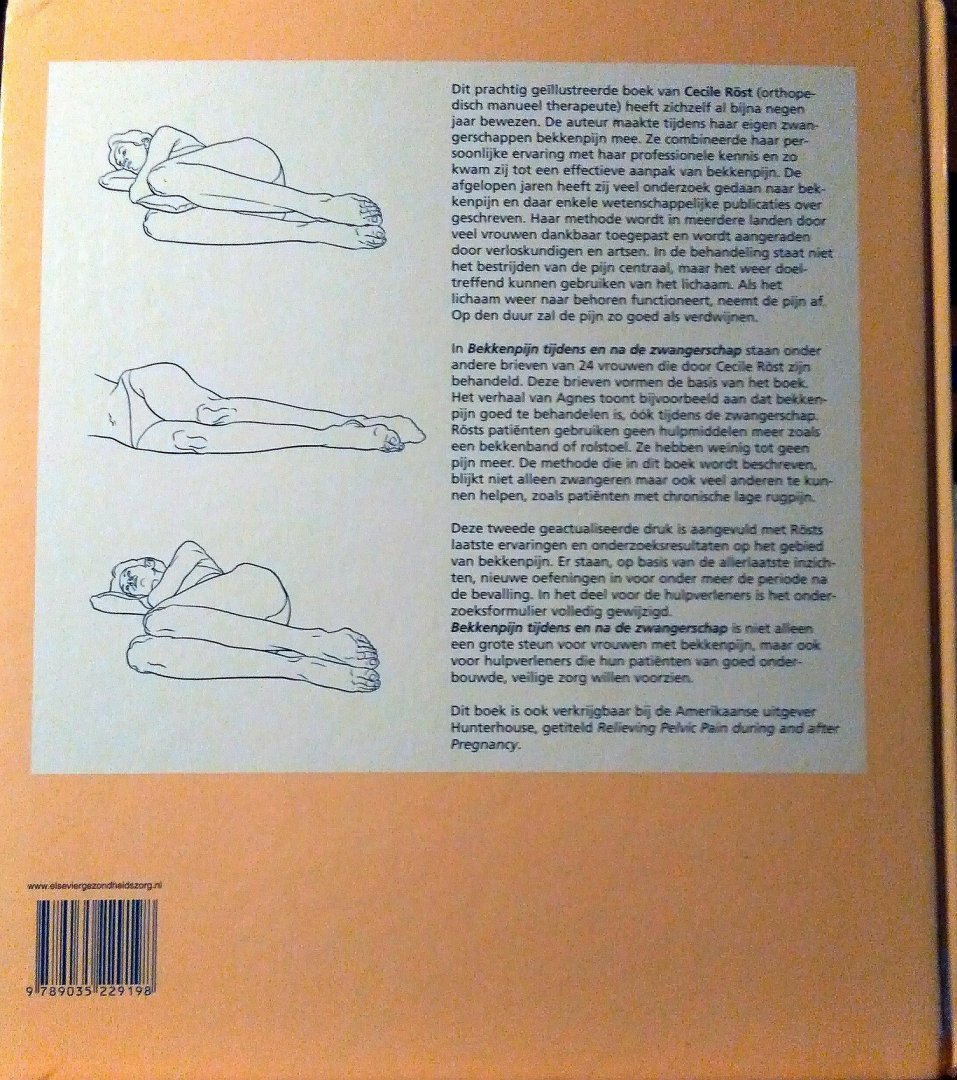 Dit prachtig geïllustreerde boek van Cecile Röst (orthope-
disch manueel therapeute) heeft zichzelf al bijna negen
jaar bewezen. De auteur maakte tijdens haar eigen zwan-
gerschappen bekkenpijn mee. Ze combineerde haar per-
soonlijke ervaring met haar professionele kennis en zo
kwam zij tot een effectieve aanpak van bekkenpijn. De
afgelopen jaren heeft zij veel onderzoek gedaan naar bek-
kenpijn en daar enkele wetenschappelijke publicaties over
geschreven. Haar methode wordt in meerdere landen door
veel vrouwen dankbaar toegepast en wordt aangeraden
door verloskundigen en artsen. In de behandeling staat niet
het bestrijden van de pijn centraal, maar het weer doel-
treffend kunnen gebruiken van het lichaam. Als het
lichaam weer naar behoren functioneert, neemt de pijn af.
Op den duur zal de pijn zo goed als verdwijnen.
In Bekkenpijn tijdens en na de zwangerschap staan onder
andere brieven van 24 vrouwen die door Cecile Röst zijn
behandeld. Deze brieven vormen de basis van het boek.
Het verhaal van Agnes toont bijvoorbeeld aan dat bekken-
pijn goed te behandelen is, óók tijdens de zwangerschap.
Rösts patiënten gebruiken geen hulpmiddelen meer zoals
een bekkenband of rolstoel. Ze hebben weinig tot geen
pijn meer. De methode die in dit boek wordt beschreven,
blijkt niet alleen zwangeren maar ook veel anderen te kun-
nen helpen, zoals patiënten met chronische lage rugpijn.
Deze tweede geactualiseerde druk is aangevuld met Rösts
laatste ervaringen en onderzoeksresultaten op het gebied
van bekkenpijn. Er staan, op basis van de allerlaatste inzich-
ten, nieuwe oefeningen in voor onder meer de periode na
de bevalling. In het deel voor de hulpverleners is het onder-
zoeksformulier volledig gewijzigd.
Bekkenpijn tijdens en na de zwangerschap is niet alleen
een grote steun voor vrouwen met bekkenpijn, maar ook
voor hulpverleners die hun patiënten van goed onder-
bouwde, veilige zorg willen voorzien.
Dit boek is ook verkrijgbaar bij de Amerikaanse uitgever
Hunterhouse, getiteld Relieving Pelvic Pain during and after
Pregnancy.
www.elseviergezondheidszorg.nl
9 789035 229198